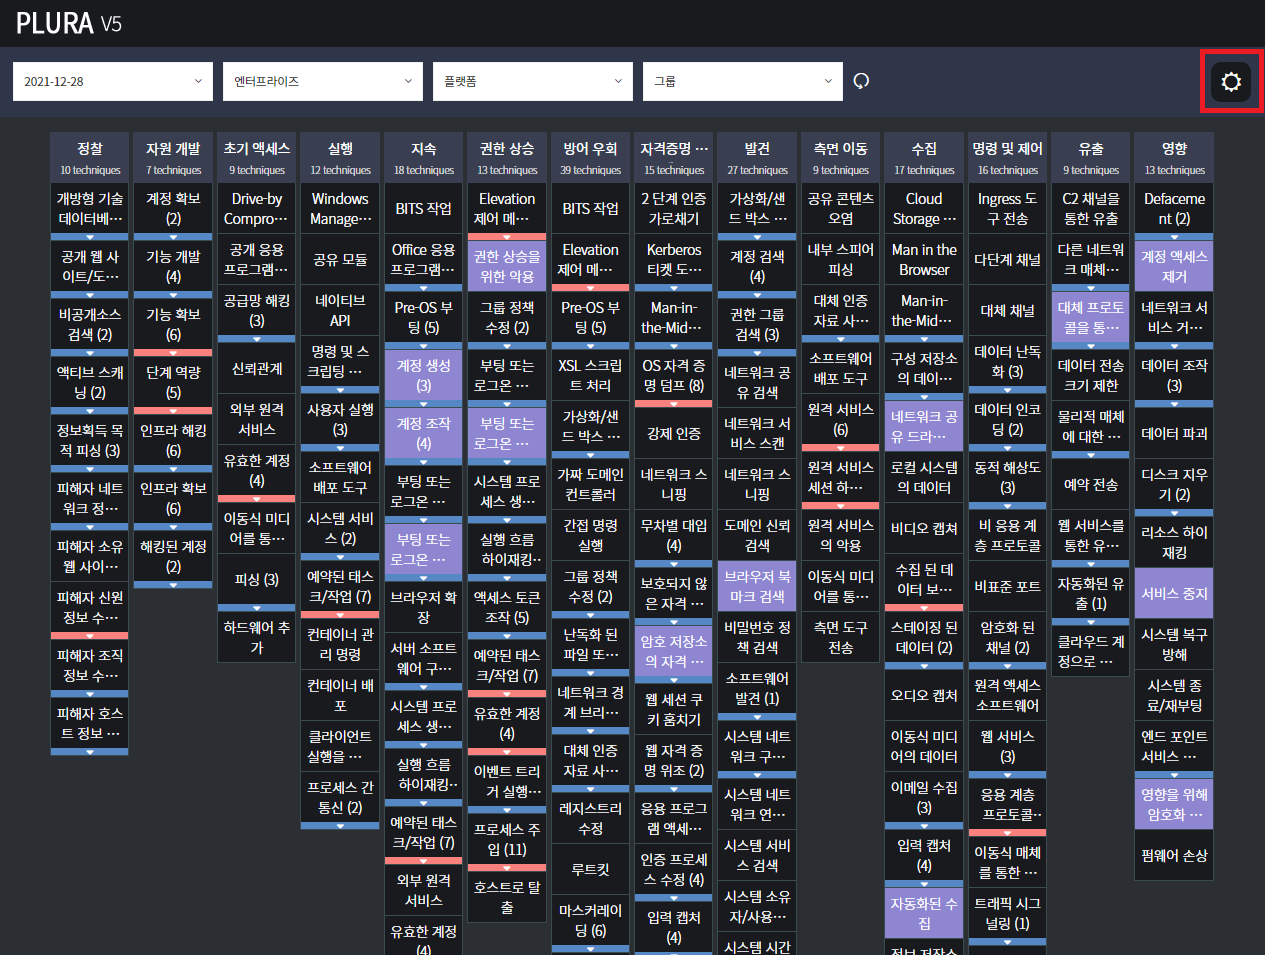 PLURA V5
2021-12-28
엔터프라이즈
플랫폼
그룹
정찰
10 techniques
개방형 기술
데이터베···
공개 웹 사
이트/도···
비공개소스
검색 (2)
액티브 스캐
닝 (2)
정보획득 목
적 피싱 (3)
피해자 네트
워크 정···
피해자 소유
웹 사이···
피해자 신원
정보 수···
피해자 조직
정보 수···
피해자 호스
트 정보 ···
자원 개발
7 techniques
계정 확보
(2)
기능 개발
(4)
기능 확보
(6)
단계 역량
(5)
인프라 해킹
(6)
인프라 확보
(6)
해킹된 계정
(2)
초기 액세스
9 techniques
Drive-by
Compro···
공개 응용
프로그램···
공급망 해킹
(3)
신뢰관계
외부 원격
서비스
유효한 계정
(4)
이동식 미디
어를 통···
피싱 (3)
하드웨어 추
가
실행
12 techniques
Windows
Manage···
공유 모듈
네이티브
API
명령 및 스
크립팅 ···
사용자 실행
(3)
소프트웨어
배포 도구
시스템 서비
스 (2)
예약된 태스
크/작업 (7)
컨테이너 관
리 명령
컨테이너 배
포
클라이언트
실행을 ···
프로세스 간
통신 (2)
지속
18 techniques
BITS 작업
Office 응용
프로그램···
Pre-OS 부
팅 (5)
계정 생성
(3)
계정 조작
(4)
부팅 또는
로그온 ···
부팅 또는
로그온 ···
브라우저 확
장
서버 소프트
웨어 구···
시스템 프로
세스 생···
실행 흐름
하이재킹··
예약된 태스
크/작업 (7)
외부 원격
서비스
유효한 계정
(4)
권한 상승
13 techniques
Elevation
제어 메···
권한 상승을
위한 악용
그룹 정책
수정 (2)
부팅 또는
로그온 ···
부팅 또는
로그온 ···
시스템 프로
세스 생···
실행 흐름
하이재킹··
액세스 토큰
조작 (5)
예약된 태스
크/작업 (7)
유효한 계정
(4)
이벤트 트리
거 실행···
프로세스 주
입 (11)
호스트로 탈
출
방어 우회
39 techniques
BITS 작업
Elevation
제어 메···
Pre-OS 부
팅 (5)
XSL 스크립
트 처리
가상화/샌
드 박스 ···
가짜 도메인
컨트롤러
간접 명령
실행
그룹 정책
수정 (2)
난독화 된
파일 또···
네트워크 경
계 브리···
대체 인증
자료 사···
레지스트리
수정
루트킷
마스커레이
딩 (6)
자격증명 ···
15 techniques
2 단계 인증
가로채기
Kerberos
티켓 도···
Man-in-
the-Mid···
OS 자격 증
명 덤프 (8)
강제 인증
네트워크 스
니핑
무차별 대입
(4)
보호되지 않
은 자격 ···
암호 저장소
의 자격 ···
웹 세션 쿠
키 훔치기
웹 자격 증
명 위조 (2)
응용 프로그
램 액세···
인증 프로세
스 수정 (4)
입력 캡처
(4)
발견
27 techniques
가상화/샌
드 박스 ···
계정 검색
(4)
권한 그룹
검색 (3)
네트워크 공
유 검색
네트워크 서
비스 스캔
네트워크 스
니핑
도메인 신뢰
검색
브라우저 북
마크 검색
비밀번호 정
책 검색
소프트웨어
발견 (1)
시스템 네트
워크 구···
시스템 네트
워크 연···
시스템 서비
스 검색
시스템 소유
자/사용···
시스템 시간
측면 이동
9 techniques
공유 콘텐츠
오염
내부 스피어
피싱
대체 인증
자료 사···
소프트웨어
배포 도구
원격 서비스
(6)
원격 서비스
세션 하···
원격 서비스
의 악용
이동식 미디
어를 통···
측면 도구
전송
수집
17 techniques
Cloud
Storage ···
Man in the
Browser
Man-in-
the-Mid···
구성 저장소
의 데이···
네트워크 공
유 드라···
로컬 시스템
의 데이터
비디오 캡쳐
수집 된 데
이터 보···
스테이징 된
데이터 (2)
오디오 캡처
이동식 미디
어의 데이터
이메일 수집
(3)
입력 캡처
(4)
자동화된 수
집
정보 저장소
명령 및 제어
16 techniques
Ingress 도
구 전송
다단계 채널
대체 채널
데이터 난독
화 (3)
데이터 인코
딩 (2)
동적 해상도
(3)
비 응용 계
층 프로토콜
비표준 포트
암호화 된
채널 (2)
원격 액세스
소프트웨어
웹 서비스
(3)
응용 계층
프로토콜··
이동식 매체
를 통한 ···
트래픽 시그
널링 (1)
유출
9 techniques
C2 채널을
통한 유출
다른 네트워
크 매체···
대체 프로토
콜을 통···
데이터 전송
크기 제한
물리적 매체
에 대한 ···
예약 전송
웹 서비스를
통한 유···
자동화된 유
출 (1)
클라우드 계
정으로 ···
영향
13 techniques
Defaceme
nt (2)
계정 액세스
제거
네트워크 서
비스 거···
데이터 조작
(3)
데이터 파괴
디스크 지우
기 (2)
리소스 하이
재킹
서비스 중지
시스템 복구
방해
시스템 종
료/재부팅
엔드 포인트
서비스 ···
영향을 위해
암호화 ···
펌웨어 손상